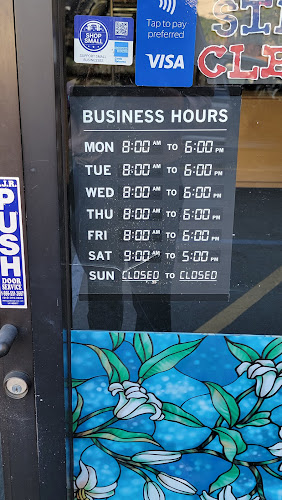 SHOP
SMALL
Tap to pay
preferred
VISA
CLE
BUSINESS HOURS
MON 8:00 AM TO 6:00 PM
TUE 8:00 AM TO 6:00 PM
WED 8:00 AM TO 6:00 PM
THU 8:00 AM TO 6:00 PM
FRI 8:00 AM TO 6:00 PM
SAT 9:00 AM TO 5:00 PM
SUN CLOSED TO CLOSED
J.R.
PUSH
DOOR
SERVICE